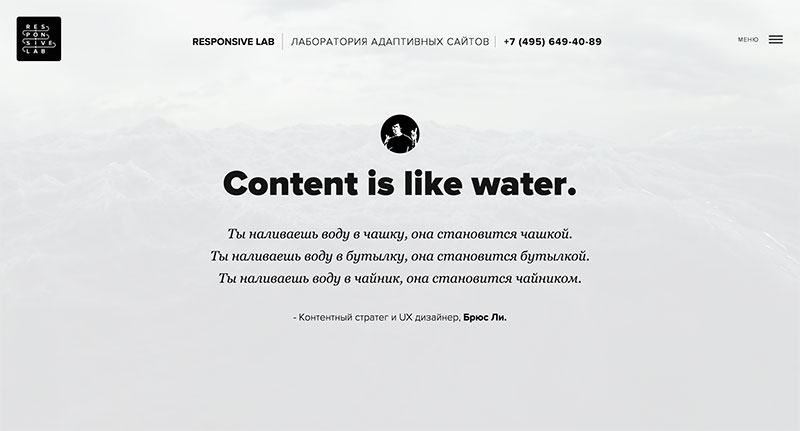 RES
PON
SIVE
LAB
RESPONSIVE LAB
ЛАБОРАТОРИЯ АДАПТИВНЫХ САЙТОВ
+7 (495) 649-40-89
МЕНЮ
Content is like water.
Ты наливаешь воду в чашку, она становится чашкой.
Ты наливаешь воду в бутылку, она становится бутылкой.
Ты наливаешь воду в чайник, она становится чайником.
- Контентный стратег и UX дизайнер, Брюс Ли.